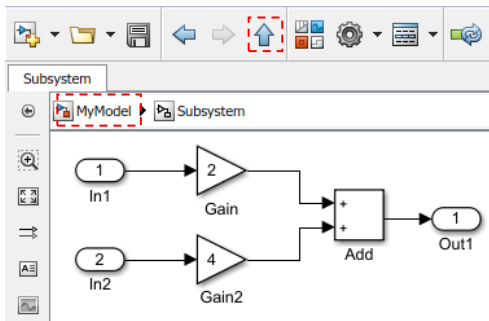 Subsystem
MyModel Subsystem
1
In1
2
Gain
+
+
Add
1
Out1
2
In2
4
Gain2
A